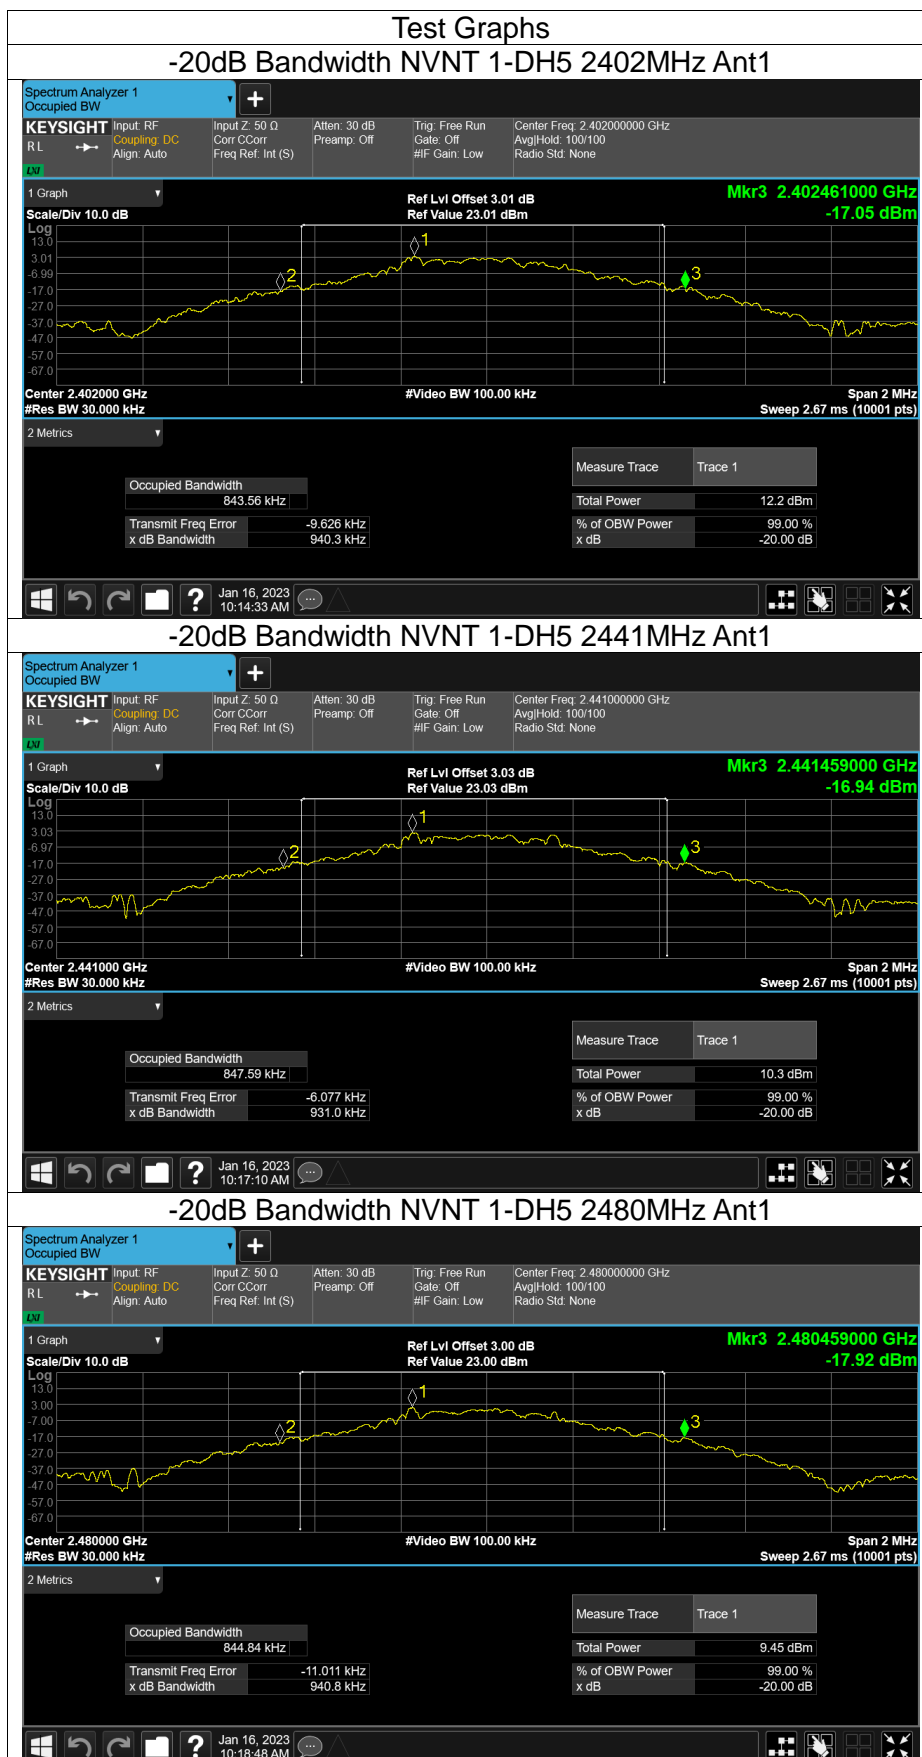 Test Graphs
-20dB Bandwidth NVNT 1-DH5 2402MHz Ant1
Spectrum Analyzer 1
Occupied BW
KEYSIGHT
RL
LXI
Input: RF
Coupling: DC
Align: Auto
Input Z: 50 Ω
Corr CCorr
Freq Ref: Int (S)
Atten: 30 dB
Preamp: Off
Trig: Free Run
Gate: Off
#IF Gain: Low
Center Freq: 2.402000000 GHz
Avg|Hold: 100/100
Radio Std: None
1 Graph
Scale/Div 10.0 dB
Ref Lvl Offset 3.01 dB
Ref Value 23.01 dBm
Mkr3 2.402461000 GHz
-17.05 dBm
Log
13.0
3.01
-6.99
-17.0
-27.0
-37.0
-47.0
-57.0
-67.0
1
2
3
Center 2.402000 GHz
#Res BW 30.000 kHz
#Video BW 100.00 kHz
Span 2 MHz
Sweep 2.67 ms (10001 pts)
2 Metrics
Occupied Bandwidth
843.56 kHz
Transmit Freq Error -9.626 kHz
x dB Bandwidth 940.3 kHz
Measure Trace Trace 1
Total Power 12.2 dBm
% of OBW Power 99.00 %
x dB -20.00 dB
?
Jan 16, 2023
10:14:33 AM
-20dB Bandwidth NVNT 1-DH5 2441MHz Ant1
Spectrum Analyzer 1
Occupied BW
KEYSIGHT
RL
LXI
Input: RF
Coupling: DC
Align: Auto
Input Z: 50 Ω
Corr CCorr
Freq Ref: Int (S)
Atten: 30 dB
Preamp: Off
Trig: Free Run
Gate: Off
#IF Gain: Low
Center Freq: 2.441000000 GHz
Avg|Hold: 100/100
Radio Std: None
1 Graph
Scale/Div 10.0 dB
Ref Lvl Offset 3.03 dB
Ref Value 23.03 dBm
Mkr3 2.441459000 GHz
-16.94 dBm
Log
13.0
3.03
-6.97
-17.0
-27.0
-37.0
-47.0
-57.0
-67.0
1
2
3
Center 2.441000 GHz
#Res BW 30.000 kHz
#Video BW 100.00 kHz
Span 2 MHz
Sweep 2.67 ms (10001 pts)
2 Metrics
Occupied Bandwidth
847.59 kHz
Transmit Freq Error -6.077 kHz
x dB Bandwidth 931.0 kHz
Measure Trace Trace 1
Total Power 10.3 dBm
% of OBW Power 99.00 %
x dB -20.00 dB
?
Jan 16, 2023
10:17:10 AM
-20dB Bandwidth NVNT 1-DH5 2480MHz Ant1
Spectrum Analyzer 1
Occupied BW
KEYSIGHT
RL
LXI
Input: RF
Coupling: DC
Align: Auto
Input Z: 50 Ω
Corr CCorr
Freq Ref: Int (S)
Atten: 30 dB
Preamp: Off
Trig: Free Run
Gate: Off
#IF Gain: Low
Center Freq: 2.480000000 GHz
Avg|Hold: 100/100
Radio Std: None
1 Graph
Scale/Div 10.0 dB
Ref Lvl Offset 3.00 dB
Ref Value 23.00 dBm
Mkr3 2.480459000 GHz
-17.92 dBm
Log
13.0
3.00
-7.00
-17.0
-27.0
-37.0
-47.0
-57.0
-67.0
1
2
3
Center 2.480000 GHz
#Res BW 30.000 kHz
#Video BW 100.00 kHz
Span 2 MHz
Sweep 2.67 ms (10001 pts)
2 Metrics
Occupied Bandwidth
844.84 kHz
Transmit Freq Error -11.011 kHz
x dB Bandwidth 940.8 kHz
Measure Trace Trace 1
Total Power 9.45 dBm
% of OBW Power 99.00 %
x dB -20.00 dB
?
Jan 16, 2023
10:18:48 AM